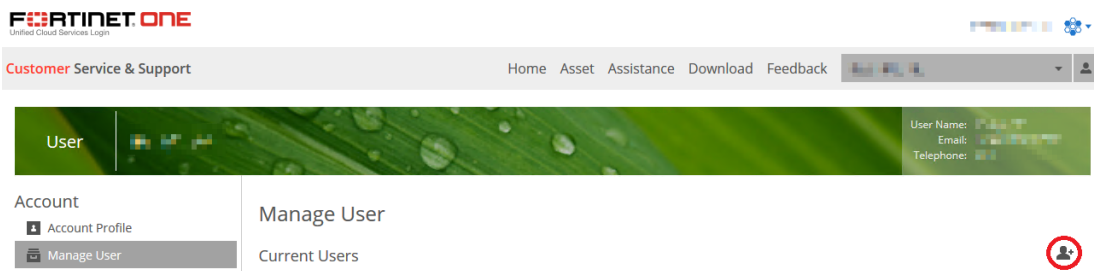 FORTINET ONE
Unified Cloud Services Login
Customer Service & Support
Home Asset Assistance Download Feedback
User
User Name:
Email:
Telephone:
Account
Account Profile
Manage User
Manage User
Current Users